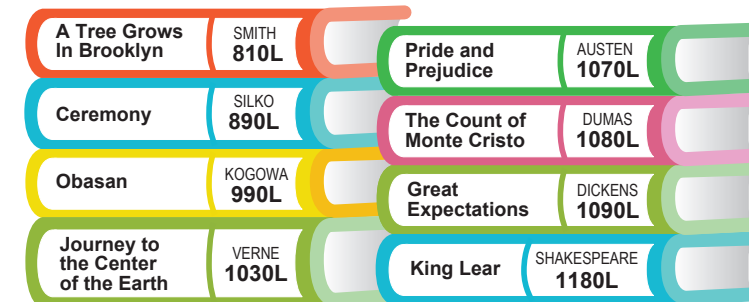 A Tree Grows
In Brooklyn
SMITH
810L
Ceremony
SILKO
890L
Obasan
KOGOWA
990L
Journey to
the Center
of the Earth
VERNE
1030L
Pride and
Prejudice
AUSTEN
1070L
The Count of
Monte Cristo
DUMAS
1080L
Great
Expectations
DICKENS
1090L
King Lear
SHAKESPEARE
1180L